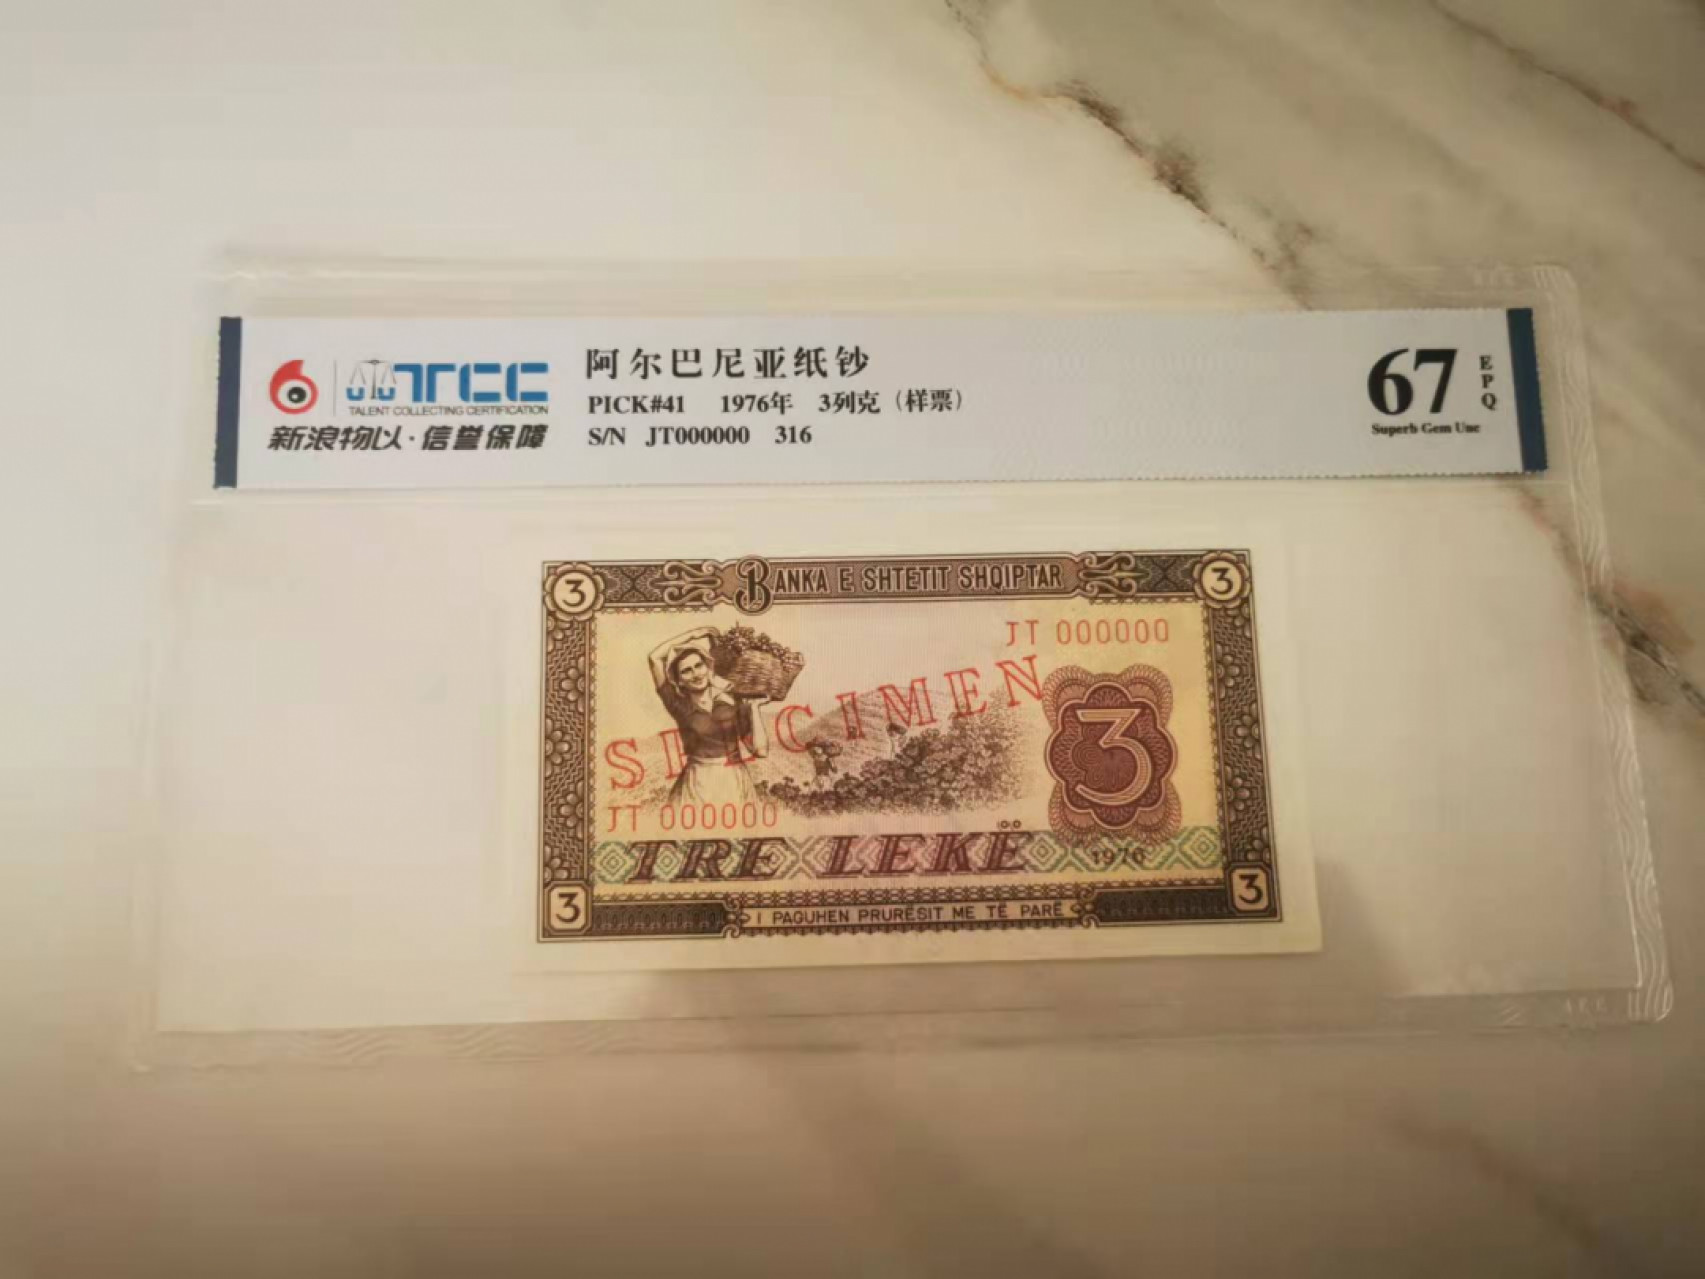 TCC
TALENT COLLECTING CERTIFICATION
新浪物以·信誉保障
阿尔巴尼亚纸钞
PICK#41 1976年 3列克（样票）
S/N JT000000 316
67 EPQ
Superb Gem Unc
3 BANKA E SHTETIT SHQIPTAR 3
JT 000000
SPECIMEN
3
JT 000000
TRE LEKË
1976
3 I PAGUHEN PRURËSIT ME TË PARË 3